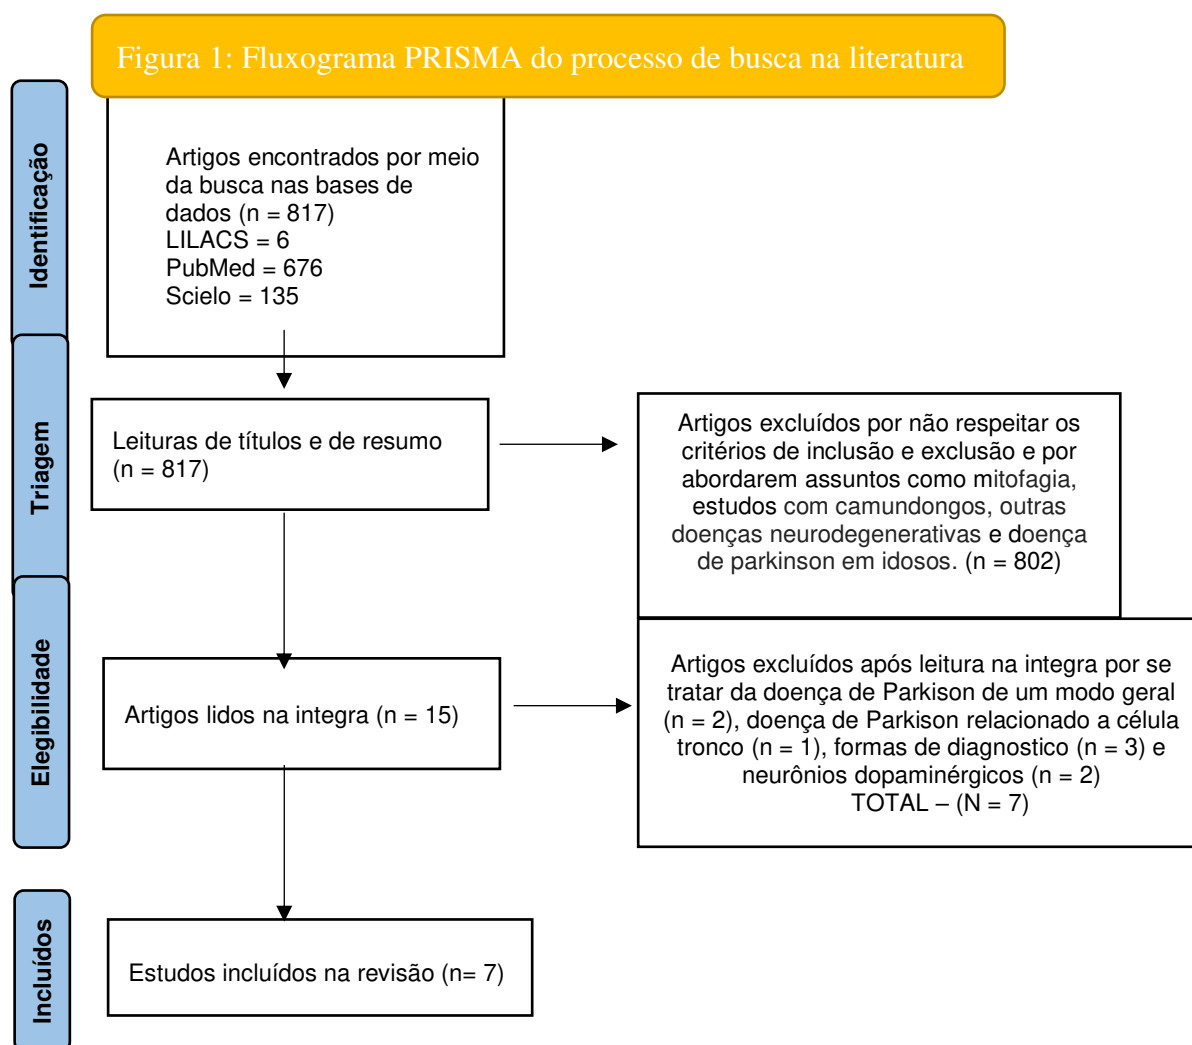 Figura 1: Fluxograma PRISMA do processo de busca na literatura
Identificação
Artigos encontrados por meio
da busca nas bases de
dados (n = 817)
LILACS = 6
PubMed = 676
Scielo = 135
Triagem
Leituras de títulos e de resumo
(n = 817)
Artigos excluídos por não respeitar os
critérios de inclusão e exclusão e por
abordarem assuntos como mitofagia,
estudos com camundongos, outras
doenças neurodegenerativas e doença
de parkinson em idosos. (n = 802)
Elegibilidade
Artigos lidos na integra (n = 15)
Artigos excluídos após leitura na integra por se
tratar da doença de Parkison de um modo geral
(n = 2), doença de Parkison relacionado a célula
tronco (n = 1), formas de diagnostico (n = 3) e
neurônios dopaminérgicos (n = 2)
TOTAL – (N = 7)
Incluídos
Estudos incluídos na revisão (n= 7)